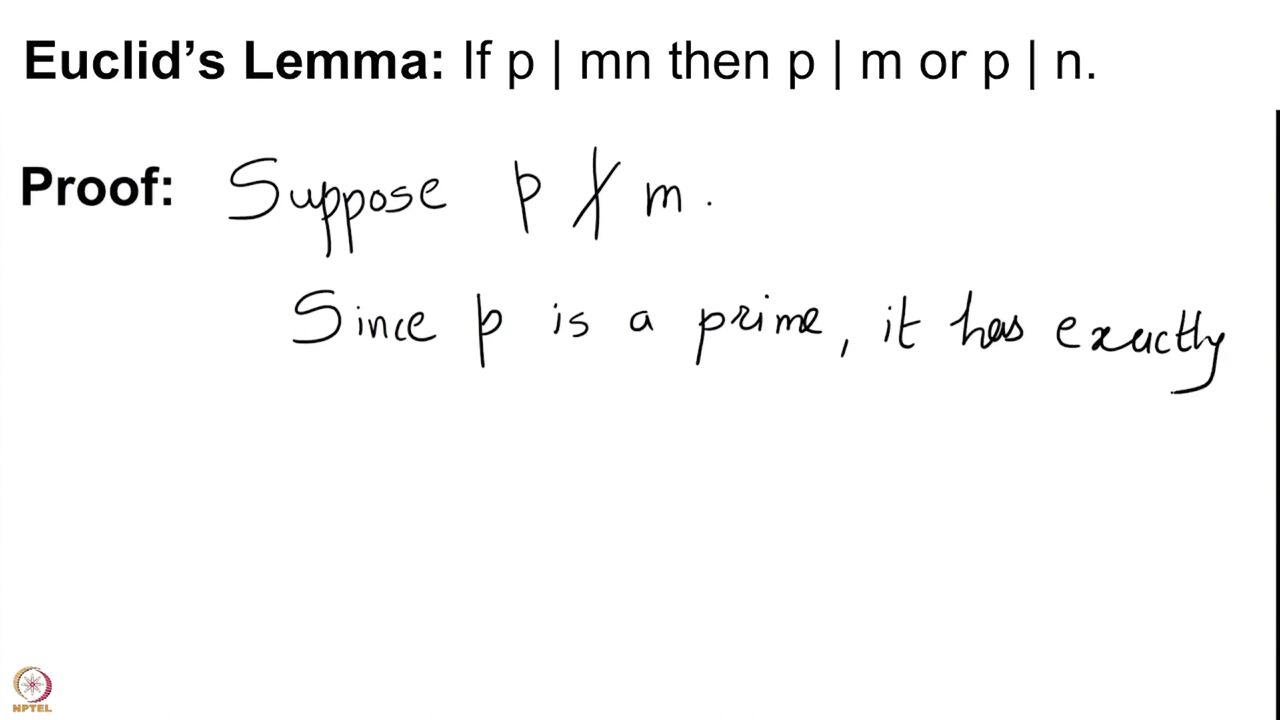 Euclid’s Lemma: If p | mn then p | m or p | n.
Proof: Suppose p ∤ m.
Since p is a prime, it has exactly
NPTEL